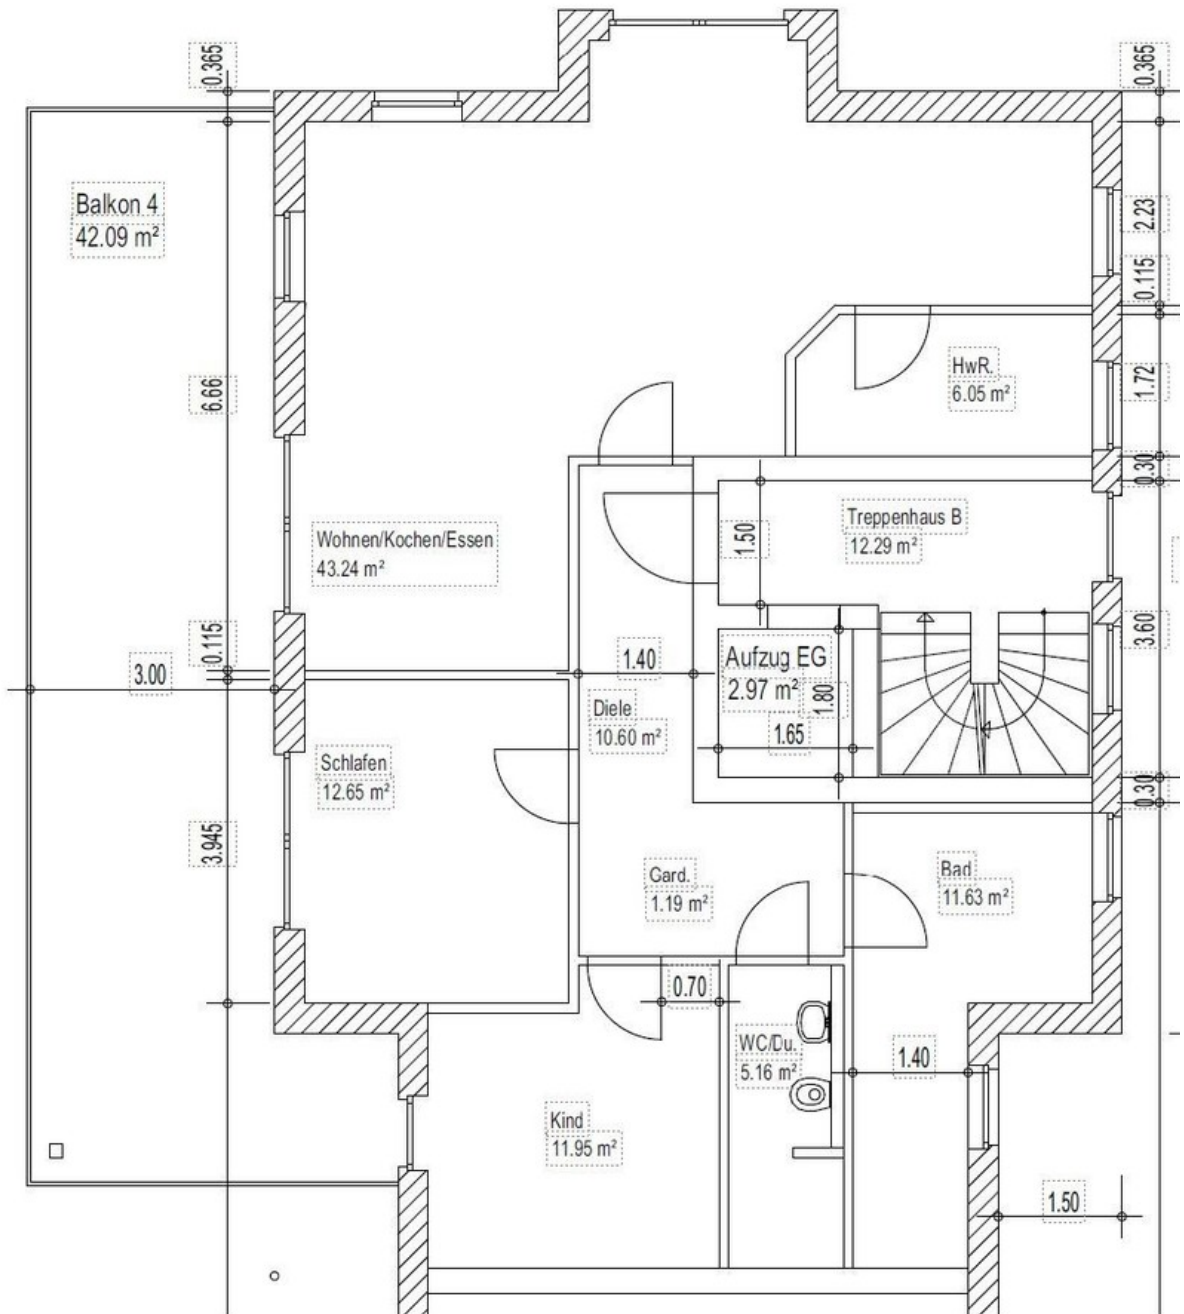 0.365
0.365
Balkon 4
42.09 m²
2.23
0.115
HwR.
6.05 m²
1.72
6.66
0.30
Treppenhaus B
12.29 m²
1.50
Wohnen/Kochen/Essen
43.24 m²
3.60
0.115
3.00
1.40
Aufzug EG
2.97 m²
1.80
1.65
Diele
10.60 m²
Schlafen
12.65 m²
0.30
3.945
Gard.
1.19 m²
Bad
11.63 m²
0.70
WC/Du.
5.16 m²
1.40
Kind
11.95 m²
1.50